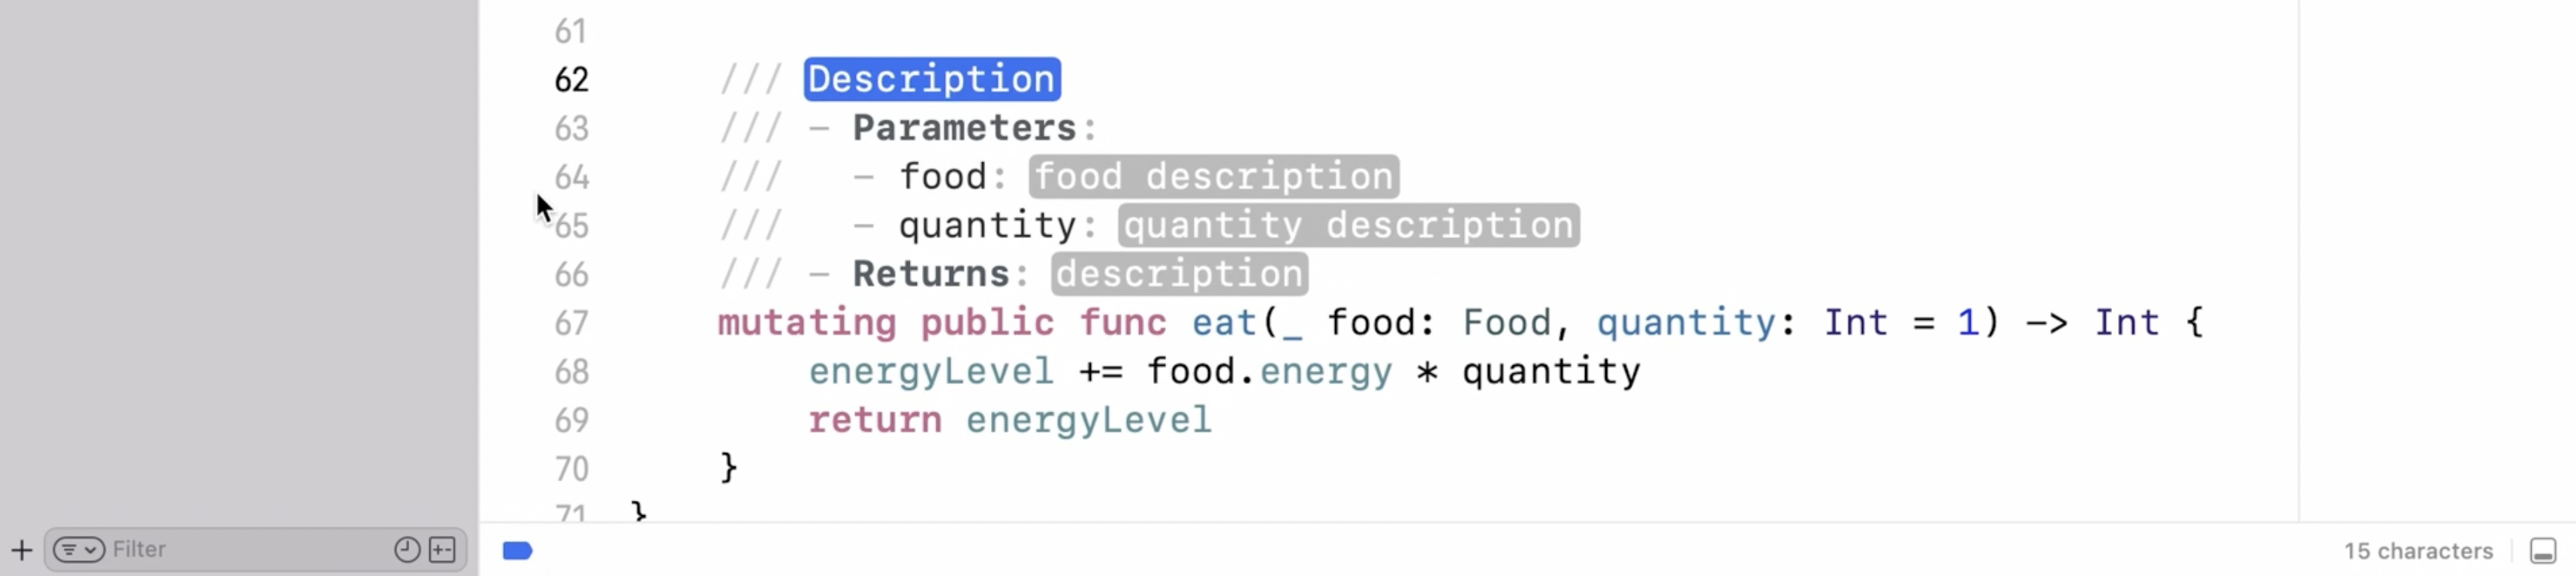 61
62 /// Description
63 /// - Parameters:
64 ///   - food: food description
65 ///   - quantity: quantity description
66 /// - Returns: description
67 mutating public func eat(_ food: Food, quantity: Int = 1) -> Int {
68     energyLevel += food.energy * quantity
69     return energyLevel
70 }
71 }
Filter
15 characters